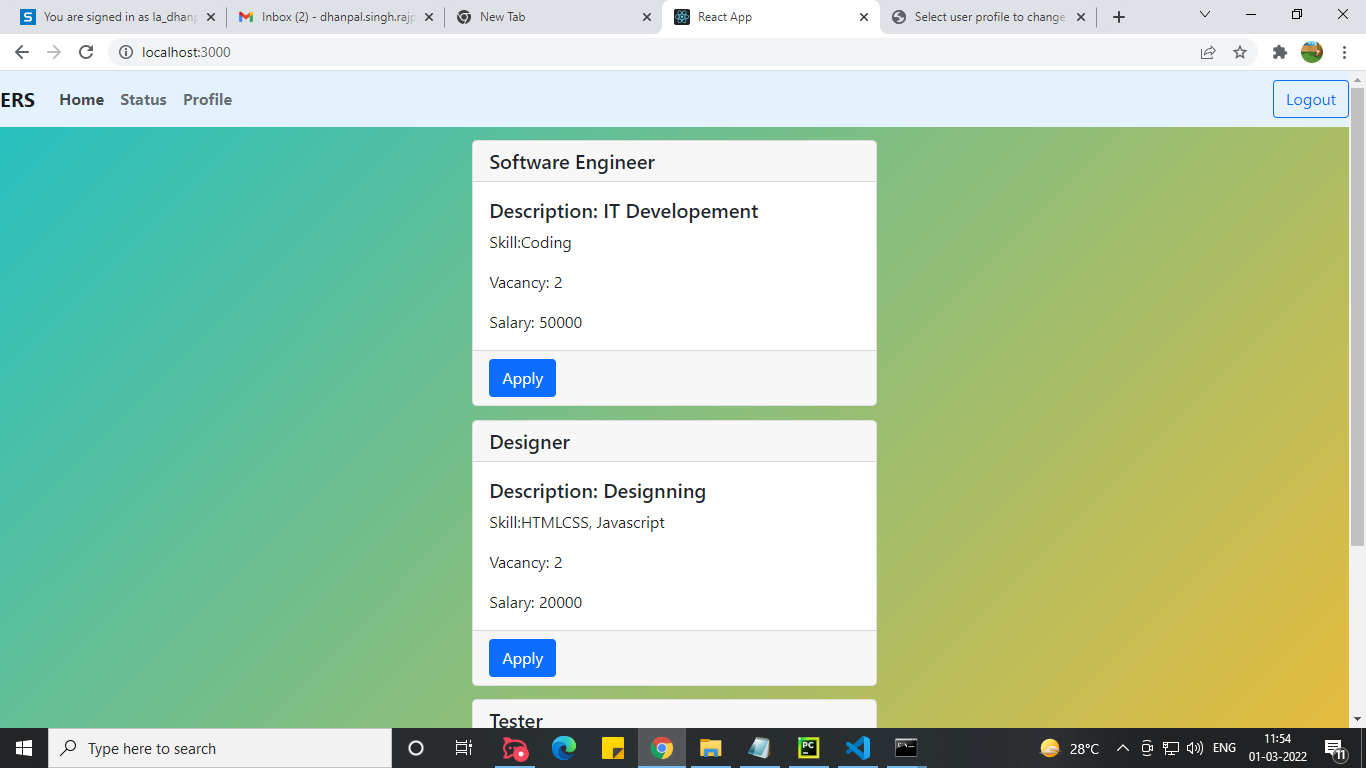 You are signed in as la_dhanp
Inbox (2) - dhanpal.singh.rajp
New Tab
React App
Select user profile to change
localhost:3000
ERS
Home
Status
Profile
Logout
Software Engineer
Description: IT Developement
Skill:Coding
Vacancy: 2
Salary: 50000
Apply
Designer
Description: Designning
Skill:HTMLCSS, Javascript
Vacancy: 2
Salary: 20000
Apply
Tester
Type here to search
28°C
ENG
11:54
01-03-2022
11